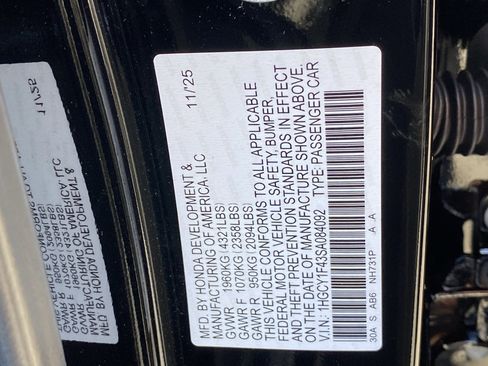 MFD BY HONDA DEVELOPMENT &
MANUFACTURING OF AMERICA, LLC
11/'25
GVWR 1960KG(4321LBS)
GAWR F 1070KG(2358LBS)
GAWR R 950KG(2094LBS)
THIS VEHICLE CONFORMS TO ALL APPLICABLE
FEDERAL MOTOR VEHICLE SAFETY, BUMPER,
AND THEFT PREVENTION STANDARDS IN EFFECT
ON THE DATE OF MANUFACTURE SHOWN ABOVE.
V.I.N.: 1HGCY1F43SA084092 TYPE: PASSENGER CAR
30A S AB6 NH731P A A